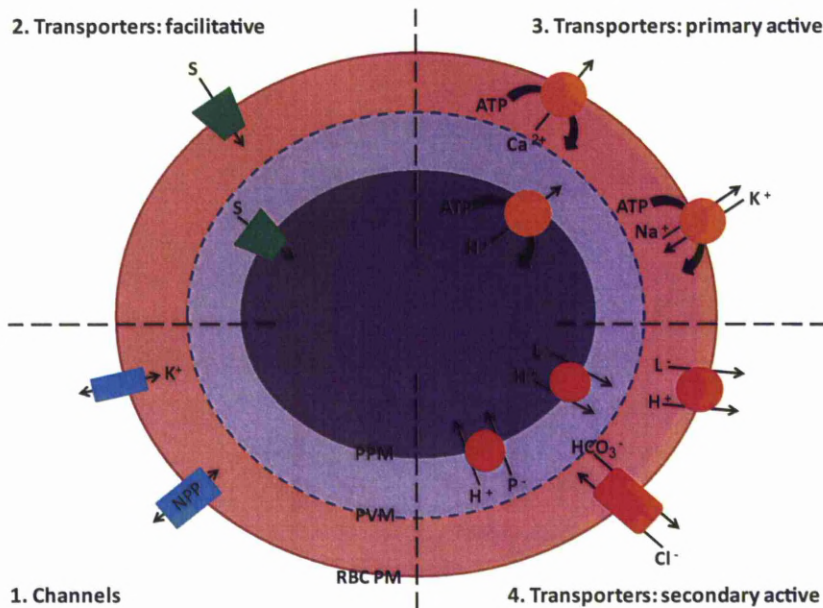 2. Transporters: facilitative
3. Transporters: primary active
S
ATP
Ca 2+
S
ATP
H +
ATP
Na +
K +
K+
NPP
L -
H +
L -
H +
HCO3 -
H +
P -
Cl -
PPM
PVM
RBC PM
1. Channels
4. Transporters: secondary active